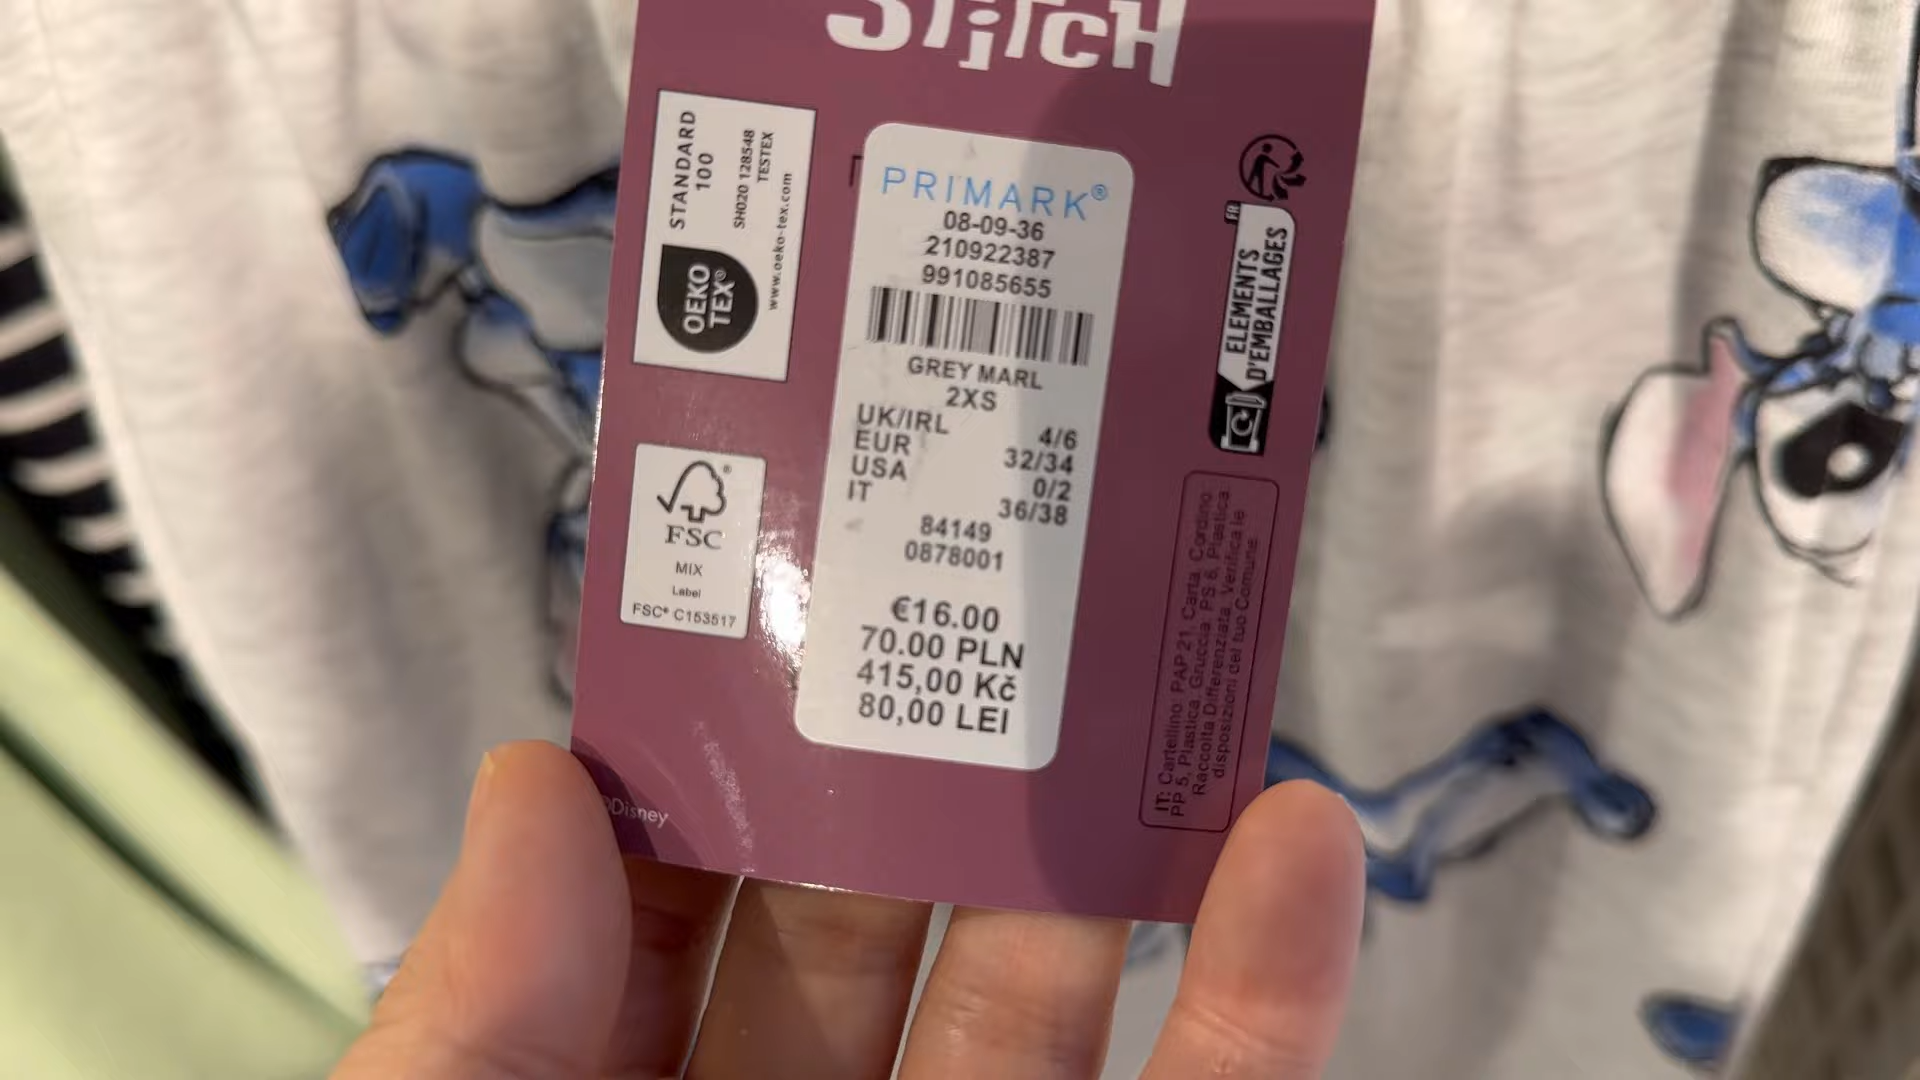 STiTCH
STANDARD
100
SH020 128548
TESTEX
www.oeko-tex.com
OEKO
TEX®
FSC®
MIX
Label
FSC® C153517
PRIMARK®
08-09-36
210922387
991085655
GREY MARL
2XS
UK/IRL 4/6
EUR 32/34
USA 0/2
IT 36/38
84149
0878001
€16.00
70.00 PLN
415,00 Kč
80,00 LEI
FR
ELEMENTS
D'EMBALLAGES
IT: Cartellino: PAP 21, Carta. Cordino:
PP 5, Plastica. Gruccia: PS 6, Plastica.
Raccolta Differenziata. Verifica le
disposizioni del tuo Comune.
©Disney